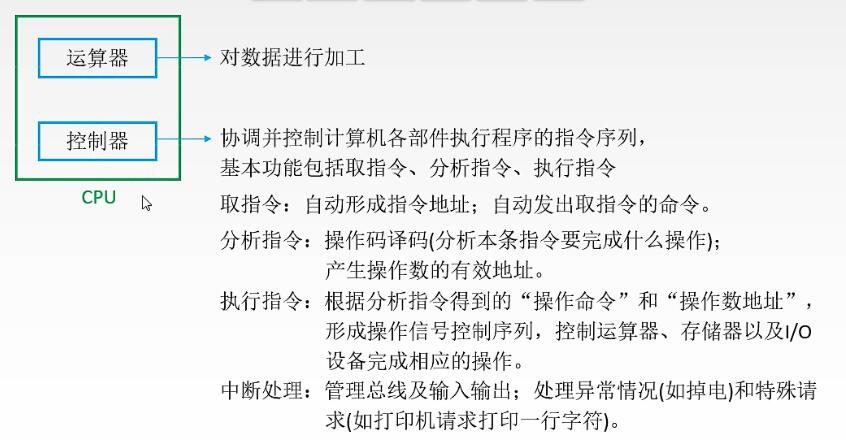 运算器
对数据进行加工
控制器
协调并控制计算机各部件执行程序的指令序列，
基本功能包括取指令、分析指令、执行指令
CPU
取指令：自动形成指令地址；自动发出取指令的命令。
分析指令：操作码译码(分析本条指令要完成什么操作)；
产生操作数的有效地址。
执行指令：根据分析指令得到的“操作命令”和“操作数地址”，
形成操作信号控制序列，控制运算器、存储器以及I/O
设备完成相应的操作。
中断处理：管理总线及输入输出；处理异常情况(如掉电)和特殊请
求(如打印机请求打印一行字符)。